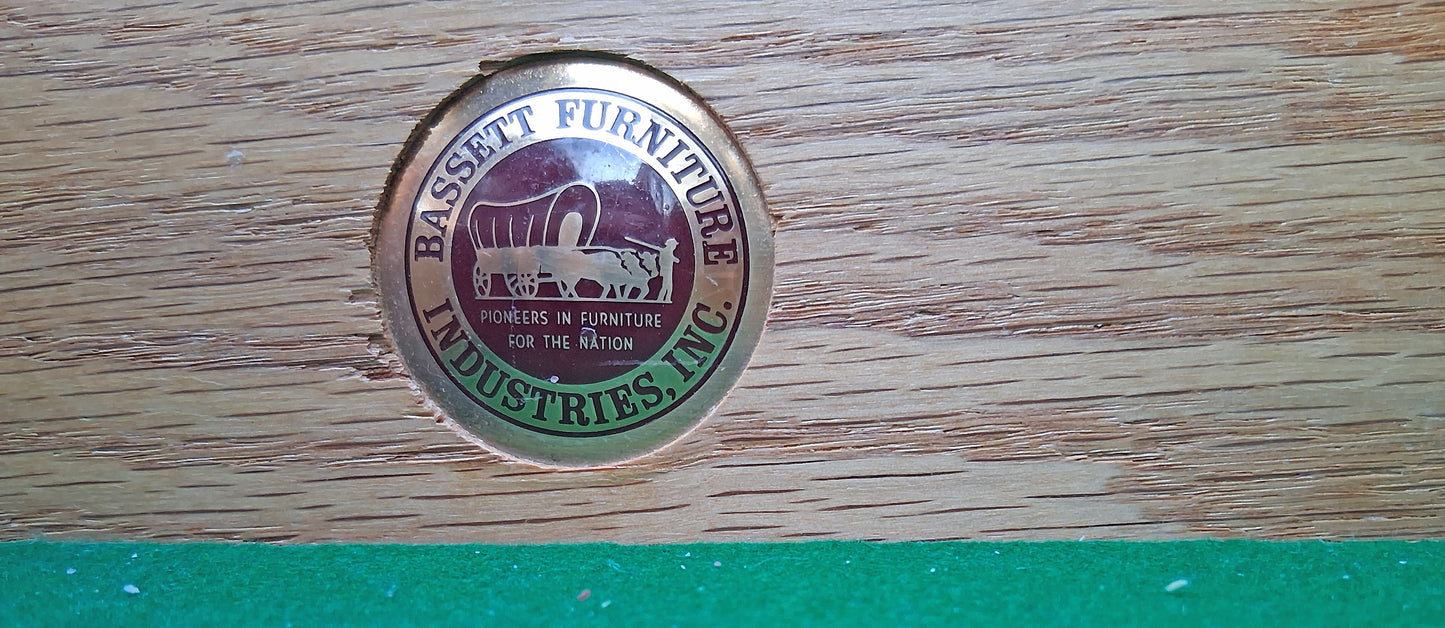 BASSETT FURNITURE
INDUSTRIES, INC.
PIONEERS IN FURNITURE
FOR THE NATION